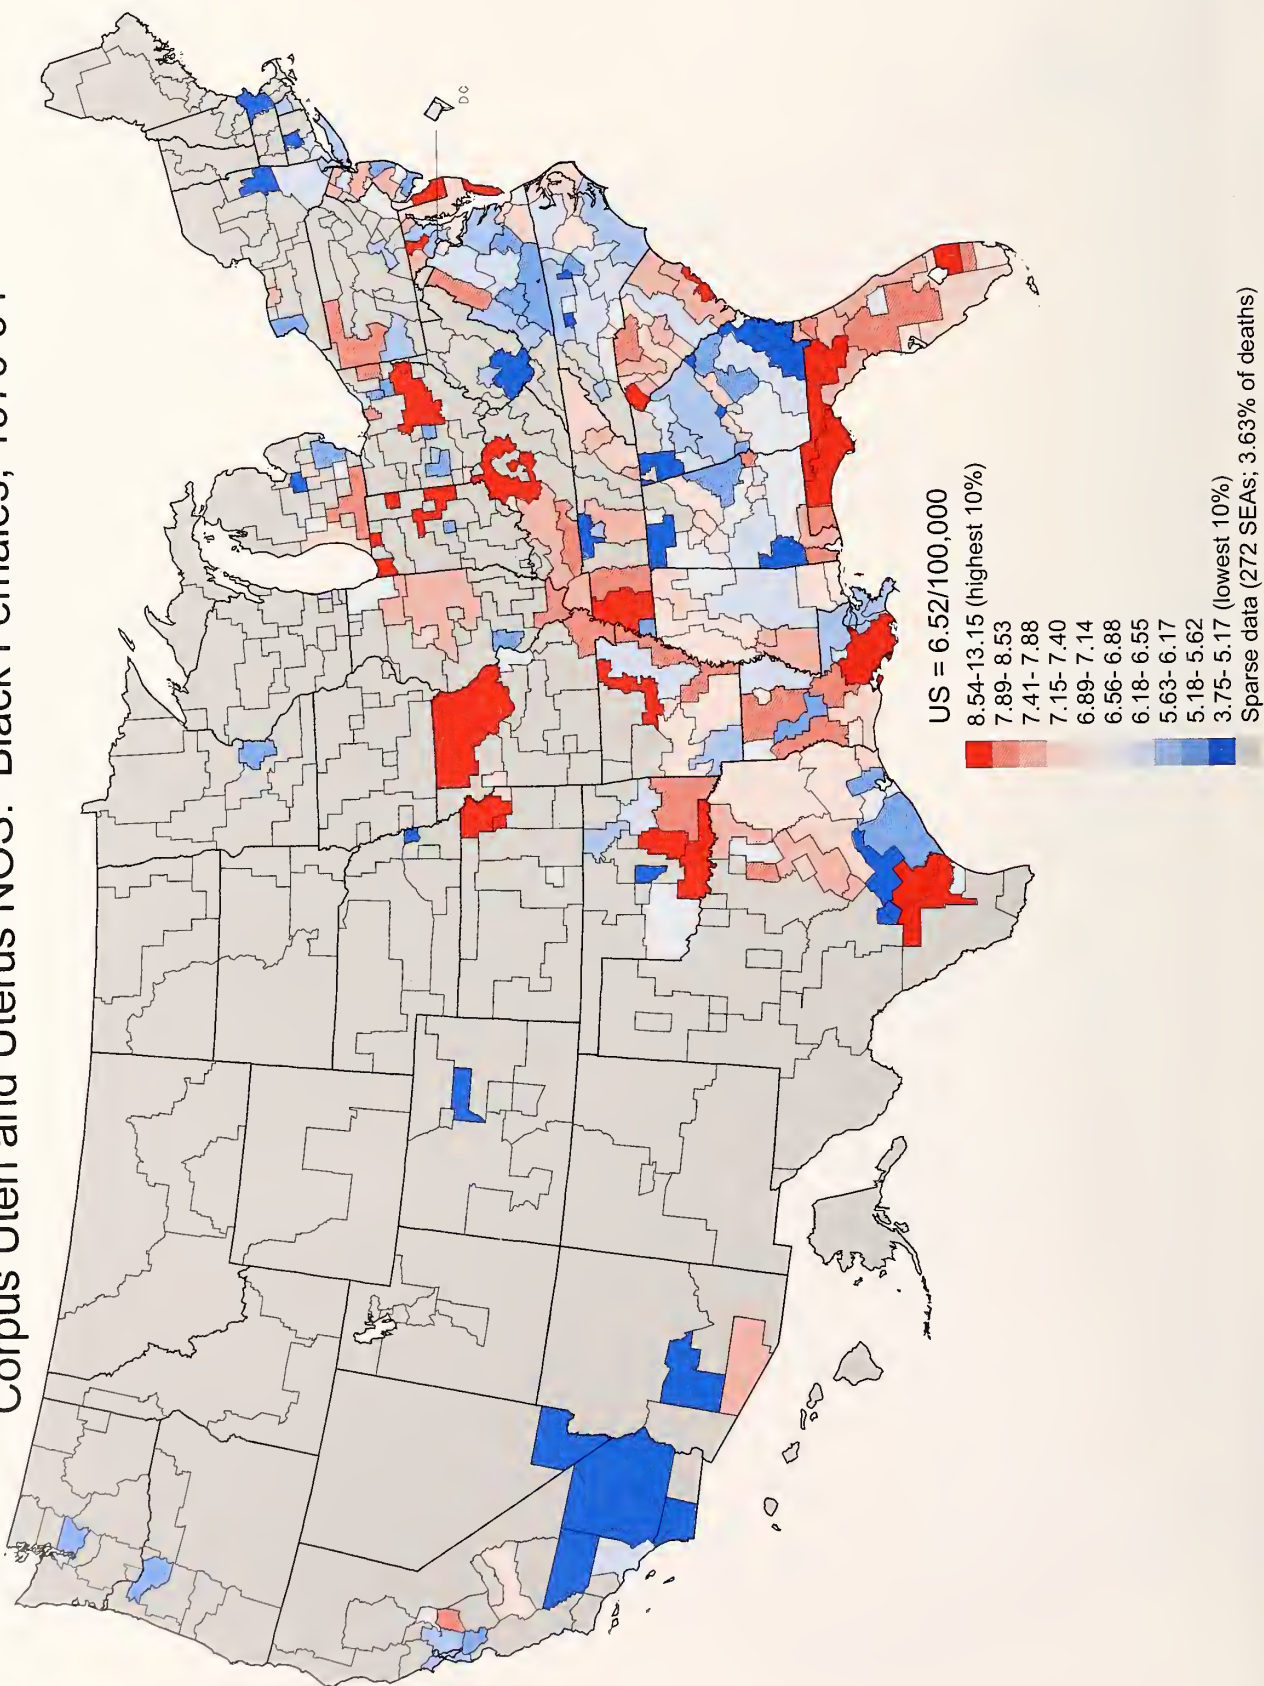 Corpus Uteri and Uterus NOS: Black Females,
DC
US = 6.52/100,000
8.54-13.15 (highest 10%)
7.89- 8.53
7.41- 7.88
7.15- 7.40
6.89- 7.14
6.56- 6.88
6.18- 6.55
5.63- 6.17
5.18- 5.62
3.75- 5.17 (lowest 10%)
Sparse data (272 SEAs; 3.63% of deaths)